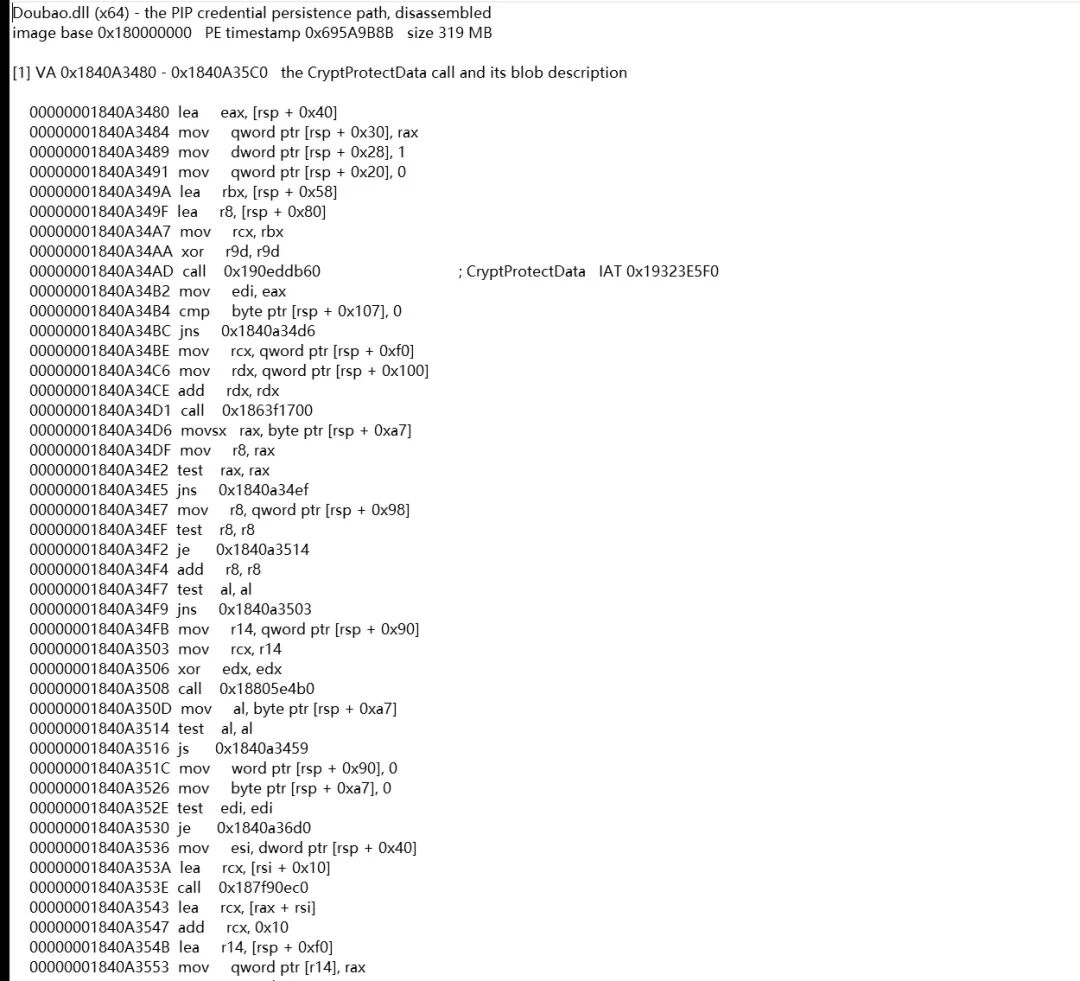 Doubao.dll (x64) - the PIP credential persistence path, disassembled
image base 0x180000000   PE timestamp 0x695A9B8B   size 319 MB
[1] VA 0x1840A3480 - 0x1840A35C0   the CryptProtectData call and its blob description
00000001840A3480 lea eax, [rsp + 0x40]
00000001840A3484 mov qword ptr [rsp + 0x30], rax
00000001840A3489 mov dword ptr [rsp + 0x28], 1
00000001840A3491 mov qword ptr [rsp + 0x20], 0
00000001840A349A lea rbx, [rsp + 0x58]
00000001840A349F lea r8, [rsp + 0x80]
00000001840A34A7 mov rcx, rbx
00000001840A34AA xor r9d, r9d
00000001840A34AD call 0x190eddb60 ; CryptProtectData IAT 0x19323E5F0
00000001840A34B2 mov edi, eax
00000001840A34B4 cmp byte ptr [rsp + 0x107], 0
00000001840A34BC jns 0x1840a34d6
00000001840A34BE mov rcx, qword ptr [rsp + 0xf0]
00000001840A34C6 mov rdx, qword ptr [rsp + 0x100]
00000001840A34CE add rdx, rdx
00000001840A34D1 call 0x1863f1700
00000001840A34D6 movsx rax, byte ptr [rsp + 0xa7]
00000001840A34DF mov r8, rax
00000001840A34E2 test rax, rax
00000001840A34E5 jns 0x1840a34ef
00000001840A34E7 mov r8, qword ptr [rsp + 0x98]
00000001840A34EF test r8, r8
00000001840A34F2 je 0x1840a3514
00000001840A34F4 add r8, r8
00000001840A34F7 test al, al
00000001840A34F9 jns 0x1840a3503
00000001840A34FB mov r14, qword ptr [rsp + 0x90]
00000001840A3503 mov rcx, r14
00000001840A3506 xor edx, edx
00000001840A3508 call 0x18805e4b0
00000001840A350D mov al, byte ptr [rsp + 0xa7]
00000001840A3514 test al, al
00000001840A3516 js 0x1840a3459
00000001840A351C mov word ptr [rsp + 0x90], 0
00000001840A3526 mov byte ptr [rsp + 0xa7], 0
00000001840A352E test edi, edi
00000001840A3530 je 0x1840a36d0
00000001840A3536 mov esi, dword ptr [rsp + 0x40]
00000001840A353A lea rcx, [rsi + 0x10]
00000001840A353E call 0x187f90ec0
00000001840A3543 lea rcx, [rax + rsi]
00000001840A3547 add rcx, 0x10
00000001840A354B lea r14, [rsp + 0xf0]
00000001840A3553 mov qword ptr [r14], rax